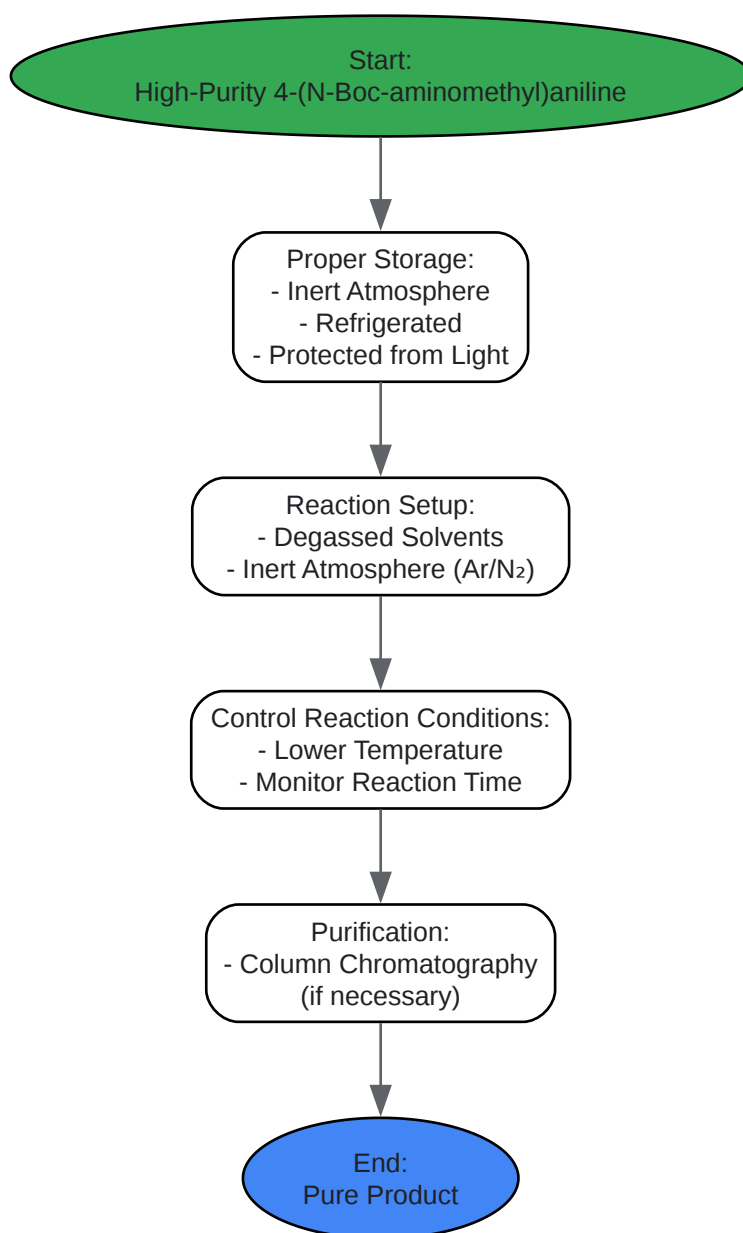 Start:
High-Purity 4-(N-Boc-aminomethyl)aniline
Proper Storage:
- Inert Atmosphere
- Refrigerated
- Protected from Light
Reaction Setup:
- Degassed Solvents
- Inert Atmosphere (Ar/N₂)
Control Reaction Conditions:
- Lower Temperature
- Monitor Reaction Time
Purification:
- Column Chromatography
(if necessary)
End:
Pure Product